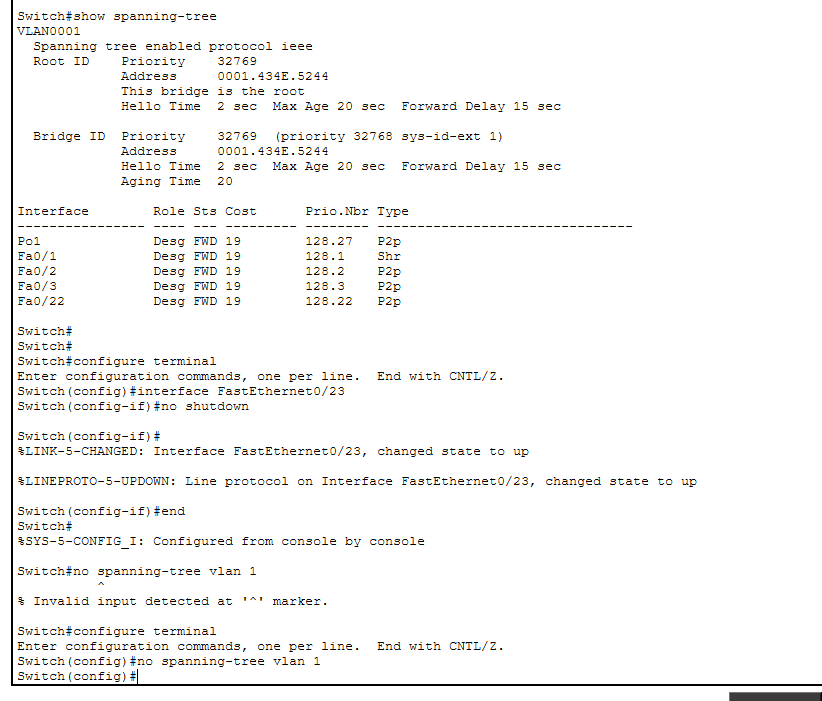 Switch#show spanning-tree
VLAN0001
  Spanning tree enabled protocol ieee
  Root ID    Priority    32769
             Address     0001.434E.5244
             This bridge is the root
             Hello Time  2 sec  Max Age 20 sec  Forward Delay 15 sec

  Bridge ID  Priority    32769  (priority 32768 sys-id-ext 1)
             Address     0001.434E.5244
             Hello Time  2 sec  Max Age 20 sec  Forward Delay 15 sec
             Aging Time  20

Interface        Role Sts Cost      Prio.Nbr Type
---------------- ---- --- --------- -------- --------------------------------
Po1              Desg FWD 19        128.27   P2p
Fa0/1            Desg FWD 19        128.1    Shr
Fa0/2            Desg FWD 19        128.2    P2p
Fa0/3            Desg FWD 19        128.3    P2p
Fa0/22           Desg FWD 19        128.22   P2p

Switch#
Switch#
Switch#configure terminal
Enter configuration commands, one per line.  End with CNTL/Z.
Switch(config)#interface FastEthernet0/23
Switch(config-if)#no shutdown

Switch(config-if)#
%LINK-5-CHANGED: Interface FastEthernet0/23, changed state to up

%LINEPROTO-5-UPDOWN: Line protocol on Interface FastEthernet0/23, changed state to up

Switch(config-if)#end
Switch#
%SYS-5-CONFIG_I: Configured from console by console

Switch#no spanning-tree vlan 1
          ^
% Invalid input detected at '^' marker.

Switch#configure terminal
Enter configuration commands, one per line.  End with CNTL/Z.
Switch(config)#no spanning-tree vlan 1
Switch(config)#